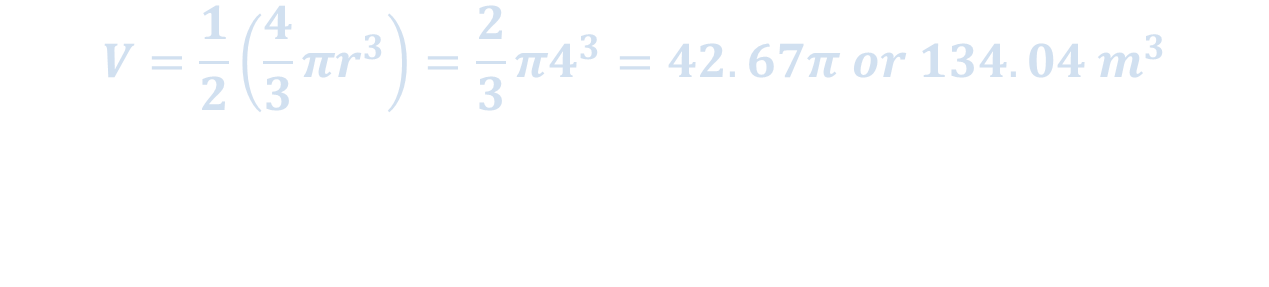 V = 1/2 (4/3 πr³) = 2/3 π4³ = 42.67π or 134.04 m³